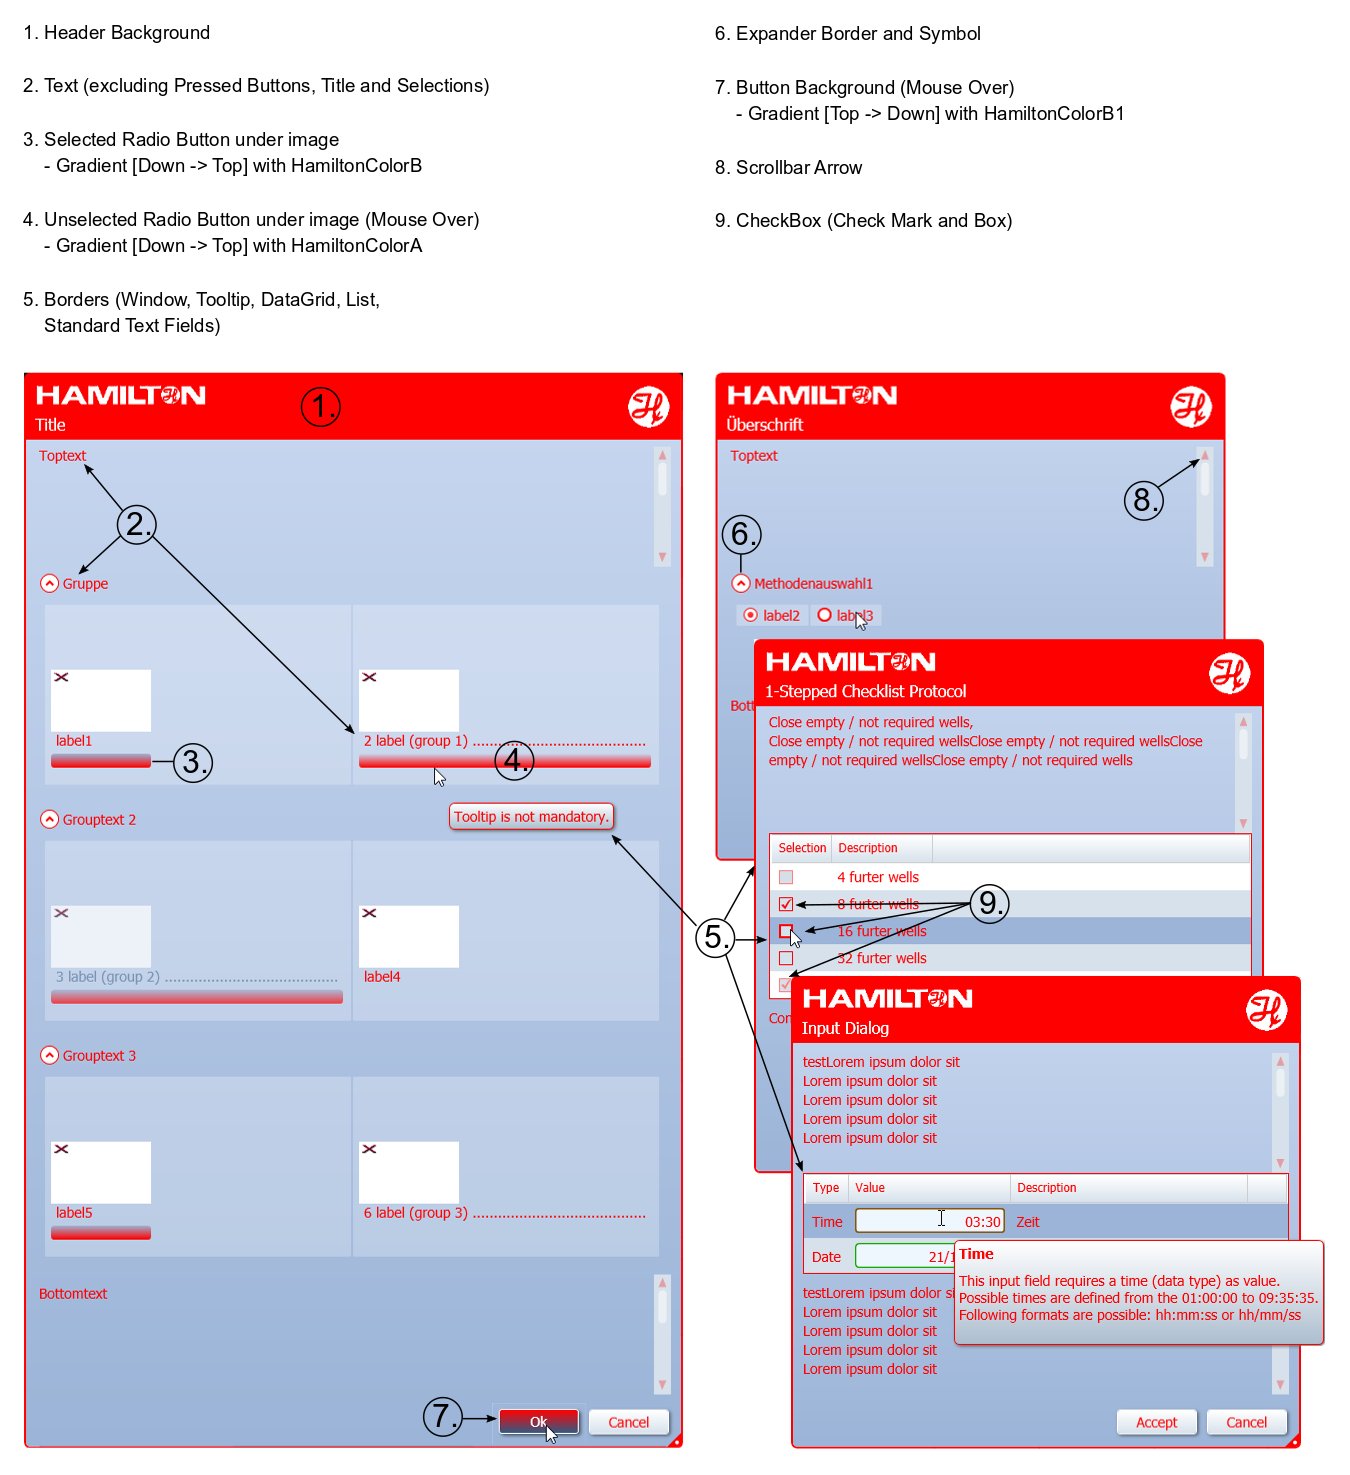 1. Header Background
2. Text (excluding Pressed Buttons, Title and Selections)
3. Selected Radio Button under image
- Gradient [Down -> Top] with HamiltonColorB
4. Unselected Radio Button under image (Mouse Over)
- Gradient [Down -> Top] with HamiltonColorA
5. Borders (Window, Tooltip, DataGrid, List,
Standard Text Fields)
6. Expander Border and Symbol
7. Button Background (Mouse Over)
- Gradient [Top -> Down] with HamiltonColorB1
8. Scrollbar Arrow
9. CheckBox (Check Mark and Box)
HAMILTON
Title
1.
Toptext
2.
Gruppe
label1
3.
2 label (group 1) ........................................
4.
Tooltip is not mandatory.
Grouptext 2
3 label (group 2) ........................................
label4
Grouptext 3
label5
6 label (group 3) ........................................
Bottomtext
7.
Ok
Cancel
HAMILTON
Überschrift
Toptext
8.
6.
Methodenauswahl1
label2
label3
Bott
HAMILTON
1-Stepped Checklist Protocol
Close empty / not required wells,
Close empty / not required wellsClose empty / not required wellsClose
empty / not required wellsClose empty / not required wells
Selection Description
4 furter wells
8 furter wells
9.
16 furter wells
5.
32 furter wells
Con
HAMILTON
Input Dialog
testLorem ipsum dolor sit
Lorem ipsum dolor sit
Lorem ipsum dolor sit
Lorem ipsum dolor sit
Lorem ipsum dolor sit
Type Value Description
Time 03:30 Zeit
Date 21/1
Time
This input field requires a time (data type) as value.
Possible times are defined from the 01:00:00 to 09:35:35.
Following formats are possible: hh:mm:ss or hh/mm/ss
testLorem ipsum dolor si
Lorem ipsum dolor sit
Lorem ipsum dolor sit
Lorem ipsum dolor sit
Lorem ipsum dolor sit
Accept
Cancel